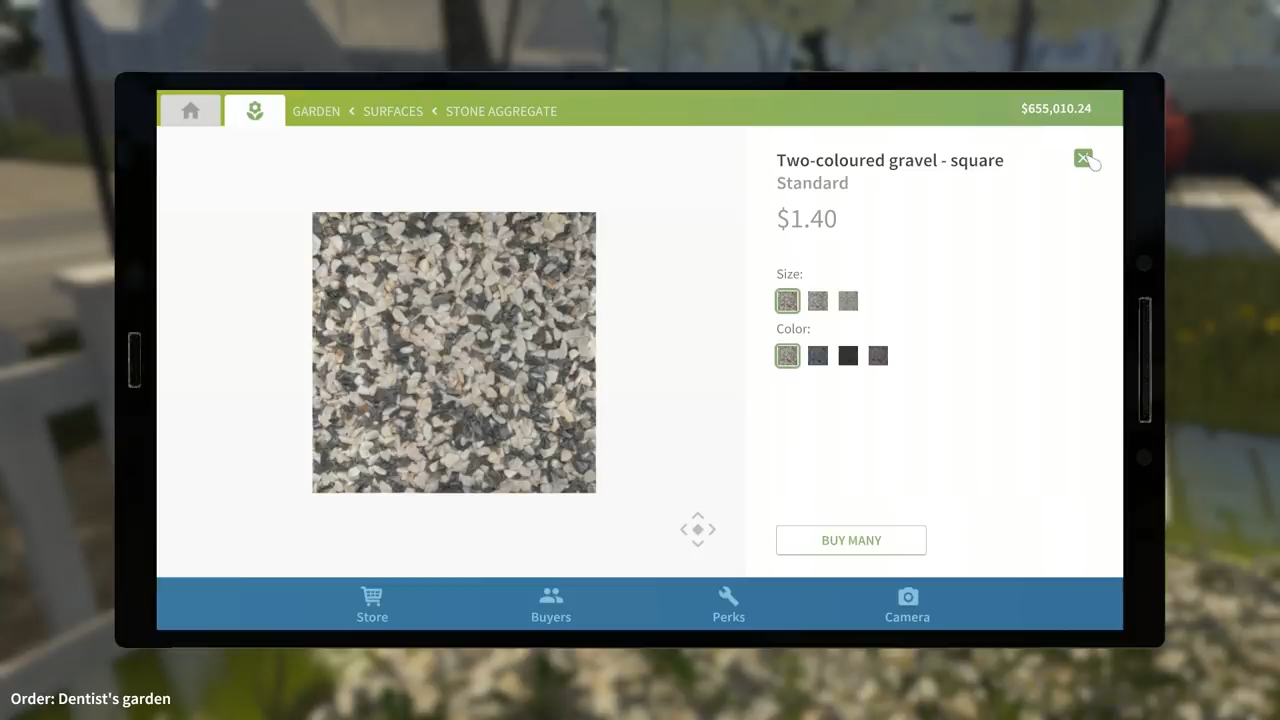 GARDEN < SURFACES < STONE AGGREGATE
$655,010.24
Two-coloured gravel - square
Standard
$1.40
Size:
Color:
BUY MANY
Store
Buyers
Perks
Camera
Order: Dentist's garden